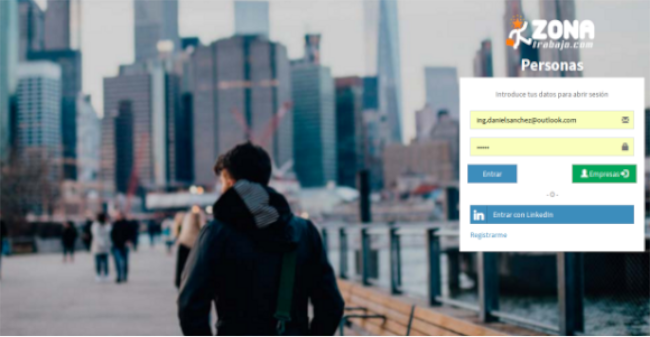 ZONA
trabajo.com
Personas
Introduce tus datos para abrir sesión
ing.danielsanchez@outlook.com
•••••
Entrar
Empresas
- O -
in Entrar con LinkedIn
Registrarme